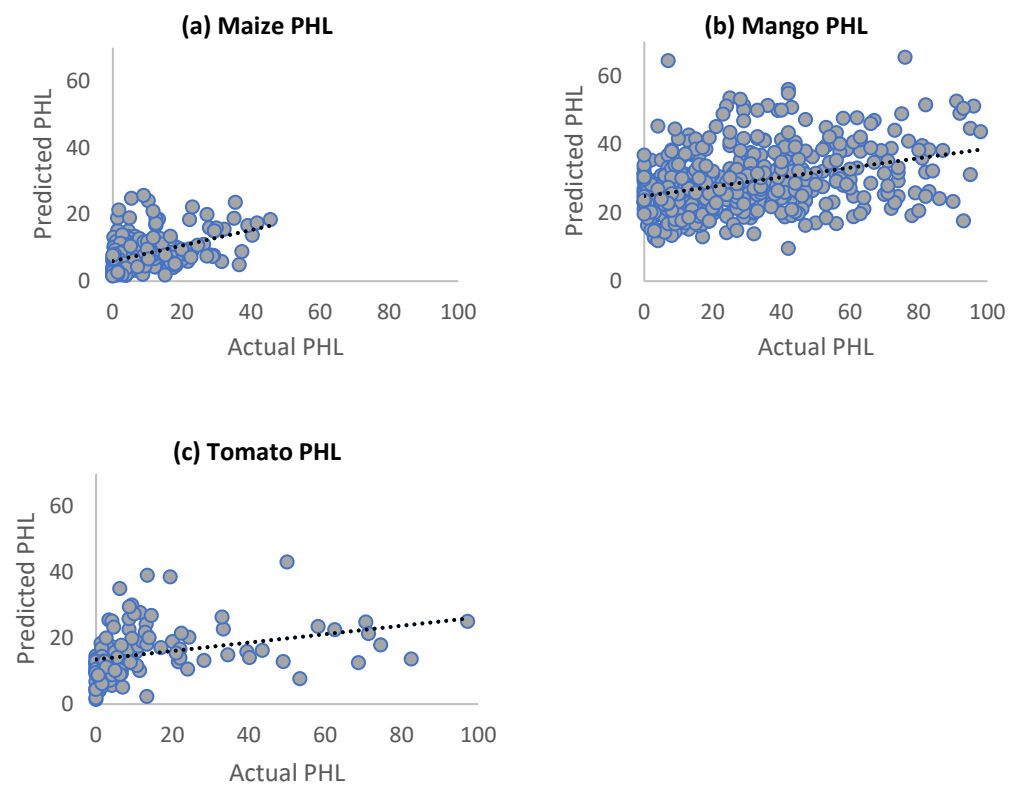 (a) Maize PHL
Predicted PHL
60
40
20
0
0 20 40 60 80 100
Actual PHL
(b) Mango PHL
Predicted PHL
60
40
20
0
0 20 40 60 80 100
Actual PHL
(c) Tomato PHL
Predicted PHL
60
40
20
0
0 20 40 60 80 100
Actual PHL